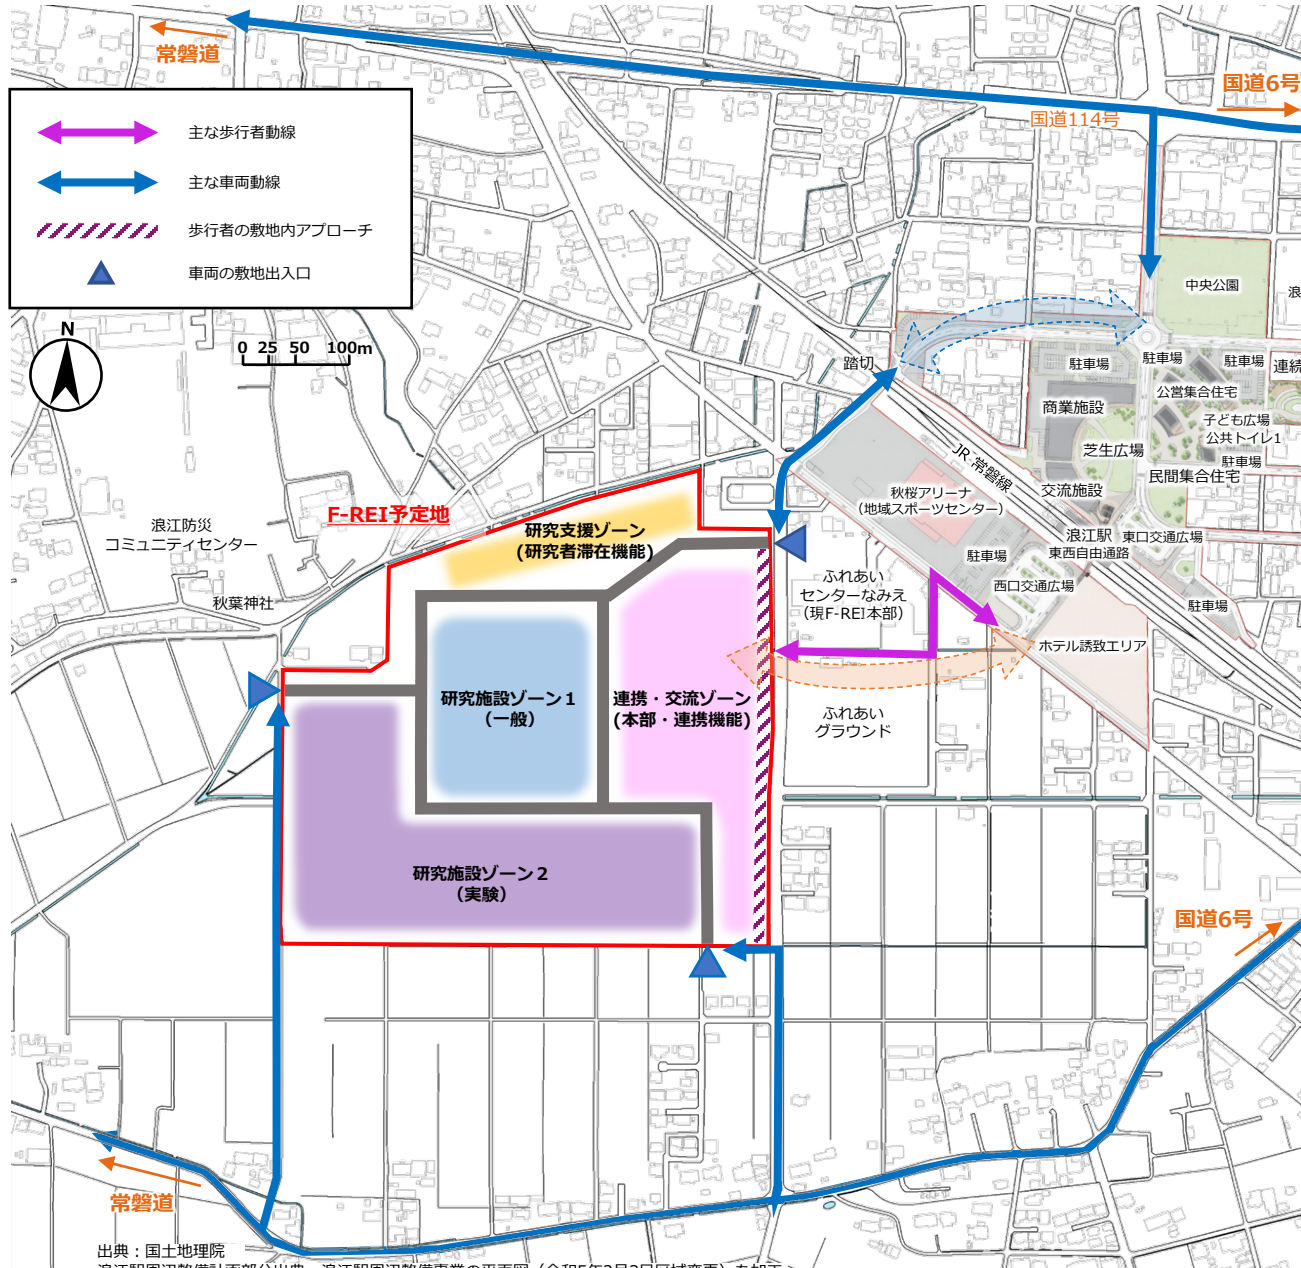 常磐道
国道6号
国道114号
主な歩行者動線
主な車両動線
歩行者の敷地内アプローチ
車両の敷地出入口
N
0 25 50 100m
中央公園
浪
踏切
駐車場
駐車場
駐車場
連続
公営集合住宅
商業施設
子ども広場
公共トイレ1
芝生広場
駐車場
JR 常磐線
民間集合住宅
秋桜アリーナ
（地域スポーツセンター）
交流施設
浪江駅
東西自由通路
東口交通広場
駐車場
西口交通広場
駐車場
F-REI予定地
浪江防災
コミュニティセンター
研究支援ゾーン
(研究者滞在機能)
秋葉神社
ふれあい
センターなみえ
（現F-REI本部）
ホテル誘致エリア
研究施設ゾーン１
（一般）
連携・交流ゾーン
(本部・連携機能)
ふれあい
グラウンド
研究施設ゾーン２
（実験）
国道6号
常磐道
出典：国土地理院